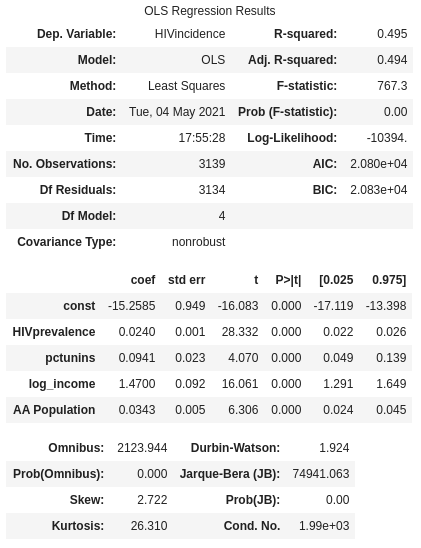 OLS Regression Results
Dep. Variable: HIVincidence R-squared: 0.495
Model: OLS Adj. R-squared: 0.494
Method: Least Squares F-statistic: 767.3
Date: Tue, 04 May 2021 Prob (F-statistic): 0.00
Time: 17:55:28 Log-Likelihood: -10394.
No. Observations: 3139 AIC: 2.080e+04
Df Residuals: 3134 BIC: 2.083e+04
Df Model: 4
Covariance Type: nonrobust
coef std err t P>|t| [0.025 0.975]
const -15.2585 0.949 -16.083 0.000 -17.119 -13.398
HIVprevalence 0.0240 0.001 28.332 0.000 0.022 0.026
pctunins 0.0941 0.023 4.070 0.000 0.049 0.139
log_income 1.4700 0.092 16.061 0.000 1.291 1.649
AA Population 0.0343 0.005 6.306 0.000 0.024 0.045
Omnibus: 2123.944 Durbin-Watson: 1.924
Prob(Omnibus): 0.000 Jarque-Bera (JB): 74941.063
Skew: 2.722 Prob(JB): 0.00
Kurtosis: 26.310 Cond. No. 1.99e+03